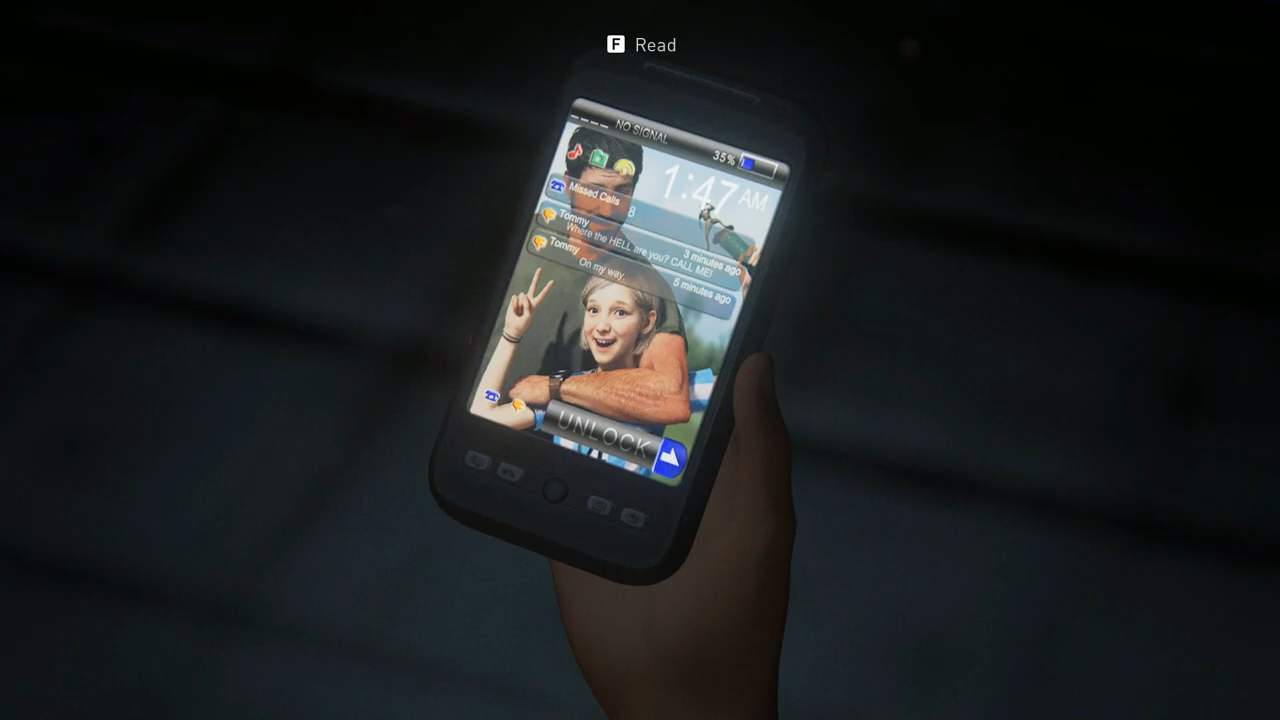 F Read
NO SIGNAL
35%
1:47 AM
Missed Calls
8
Tommy
Where the HELL are you? CALL ME!
3 minutes ago
Tommy
On my way
5 minutes ago
UNLOCK